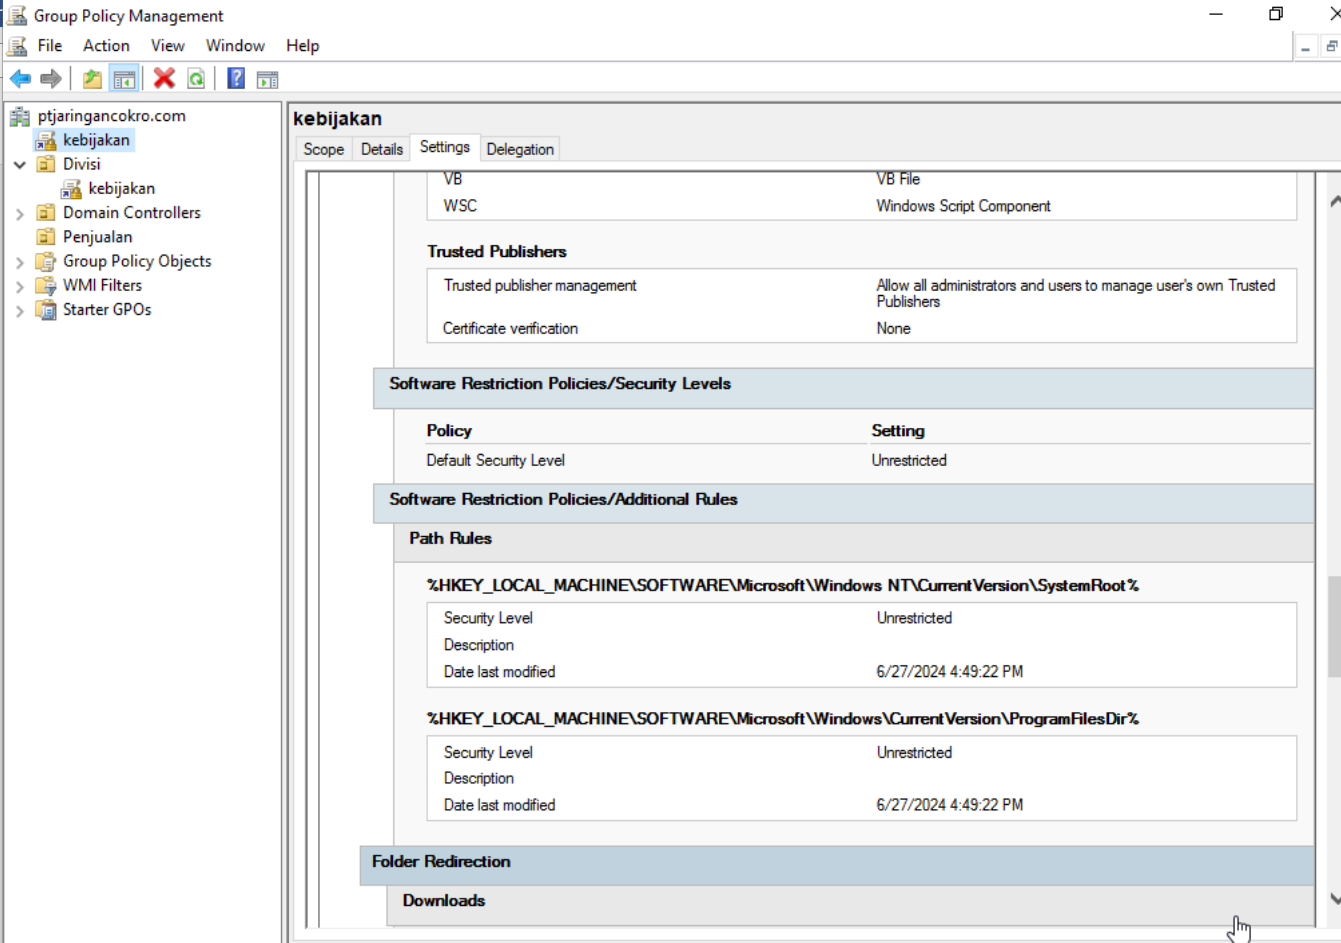 Group Policy Management
File Action View Window Help
ptjaringancokro.com
kebijakan
Divisi
kebijakan
Domain Controllers
Penjualan
Group Policy Objects
WMI Filters
Starter GPOs
kebijakan
Scope Details Settings Delegation
VB VB File
WSC Windows Script Component
Trusted Publishers
Trusted publisher management Allow all administrators and users to manage user's own Trusted
Publishers
Certificate verification None
Software Restriction Policies/Security Levels
Policy Setting
Default Security Level Unrestricted
Software Restriction Policies/Additional Rules
Path Rules
%HKEY_LOCAL_MACHINE\SOFTWARE\Microsoft\Windows NT\CurrentVersion\SystemRoot%
Security Level Unrestricted
Description
Date last modified 6/27/2024 4:49:22 PM
%HKEY_LOCAL_MACHINE\SOFTWARE\Microsoft\Windows\CurrentVersion\ProgramFilesDir%
Security Level Unrestricted
Description
Date last modified 6/27/2024 4:49:22 PM
Folder Redirection
Downloads